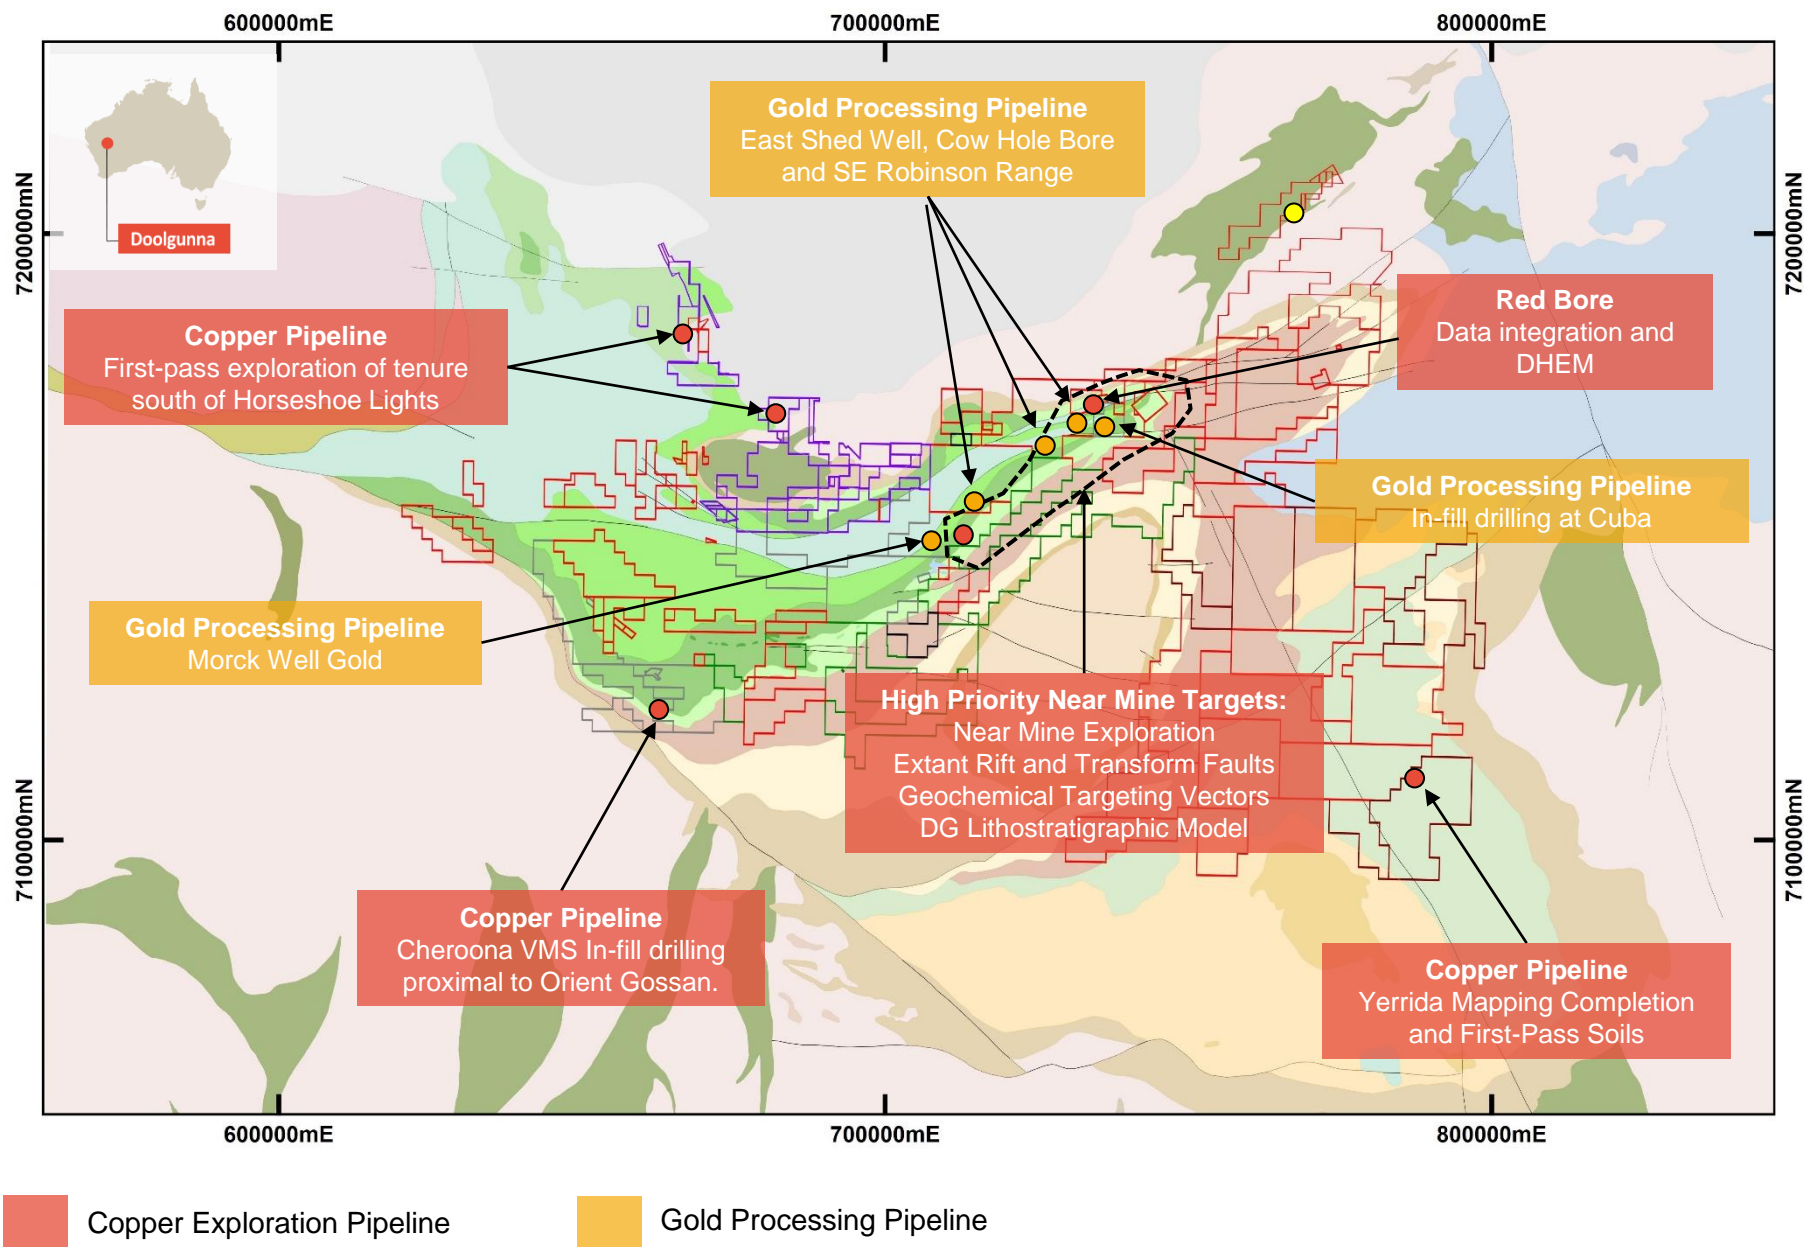 600000mE
700000mE
800000mE
7200000mN
7200000mN
Doolgunna
Gold Processing Pipeline
East Shed Well, Cow Hole Bore
and SE Robinson Range
Copper Pipeline
First-pass exploration of tenure
south of Horseshoe Lights
Red Bore
Data integration and
DHEM
Gold Processing Pipeline
In-fill drilling at Cuba
Gold Processing Pipeline
Morck Well Gold
High Priority Near Mine Targets:
Near Mine Exploration
Extant Rift and Transform Faults
Geochemical Targeting Vectors
DG Lithostratigraphic Model
7100000mN
7100000mN
Copper Pipeline
Cheroona VMS In-fill drilling
proximal to Orient Gossan.
Copper Pipeline
Yerrida Mapping Completion
and First-Pass Soils
600000mE
700000mE
800000mE
Copper Exploration Pipeline
Gold Processing Pipeline